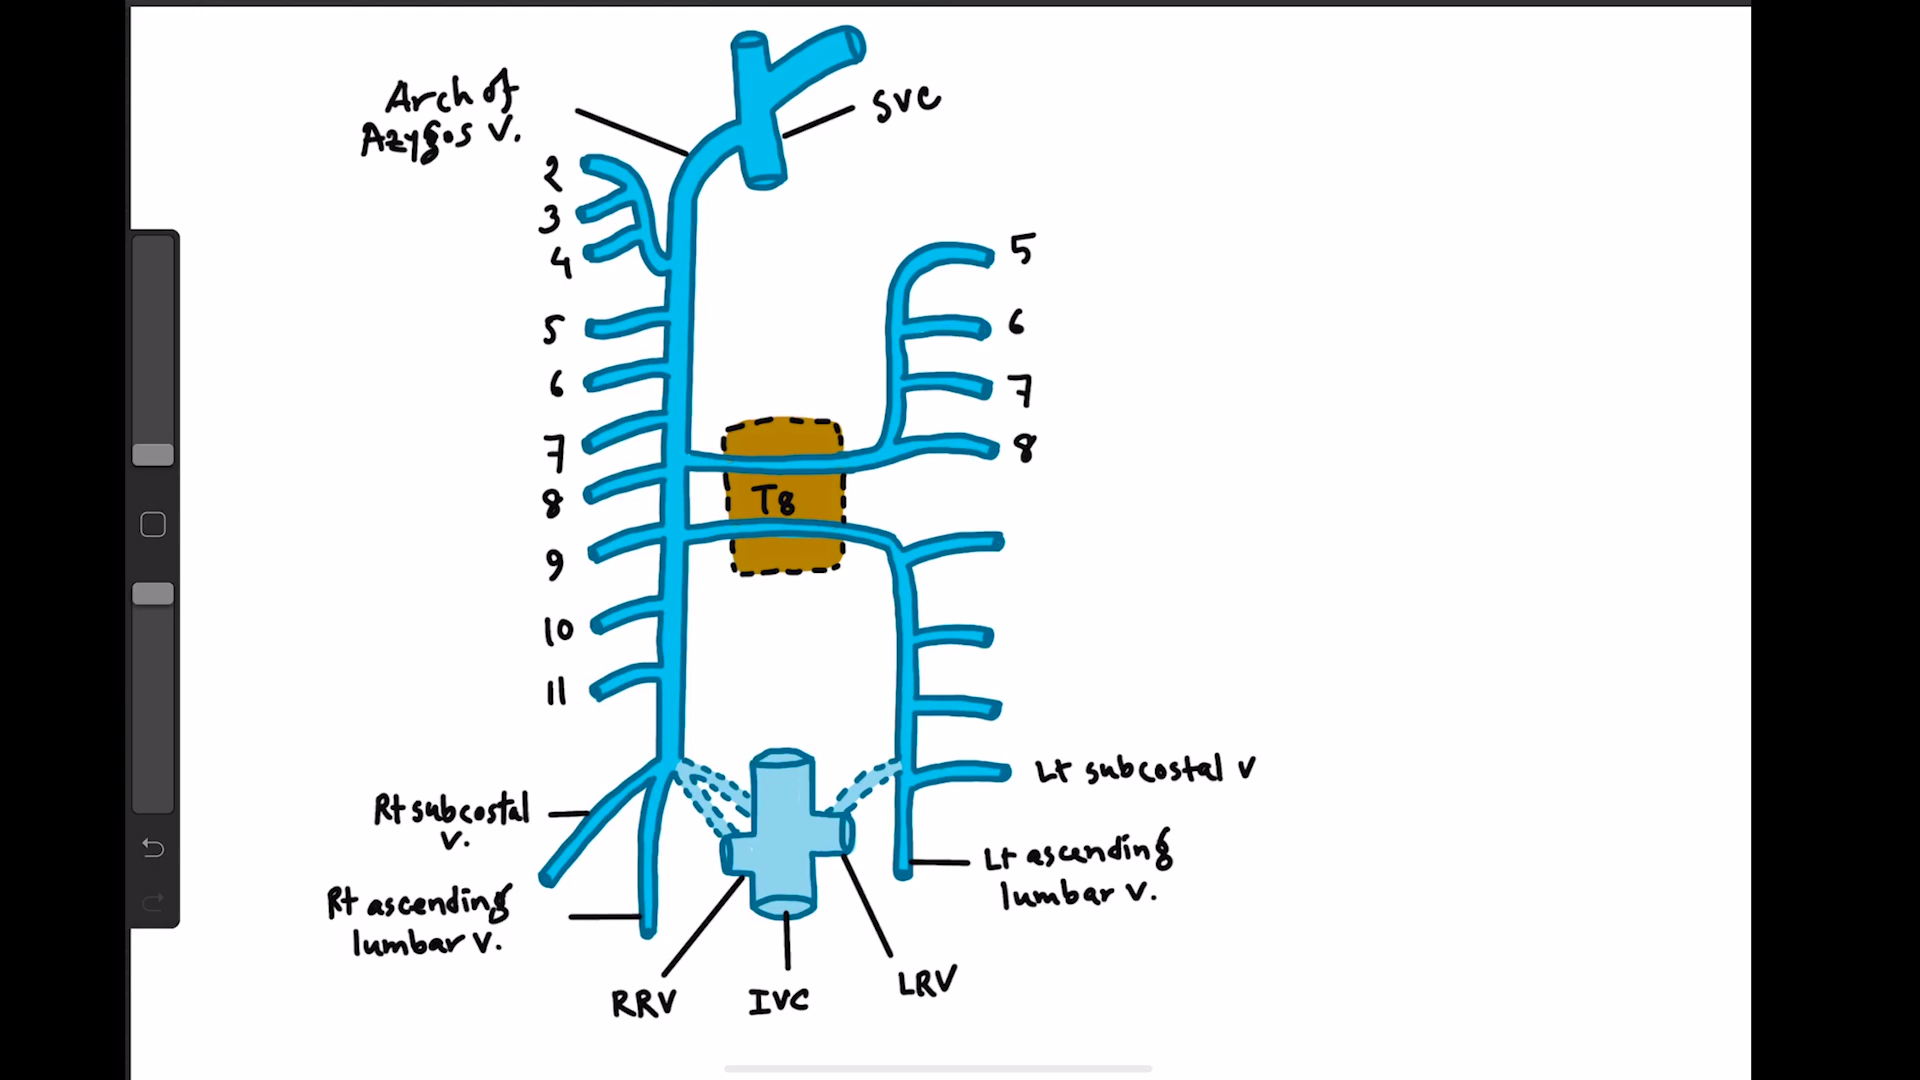 Arch of
Azygos V.
SVC
2
3
4
5
6
7
8
9
10
11
5
6
7
8
T8
Rt subcostal
V.
Rt ascending
lumbar V.
RRV
IVC
LRV
Lt subcostal V
Lt ascending
lumbar V.